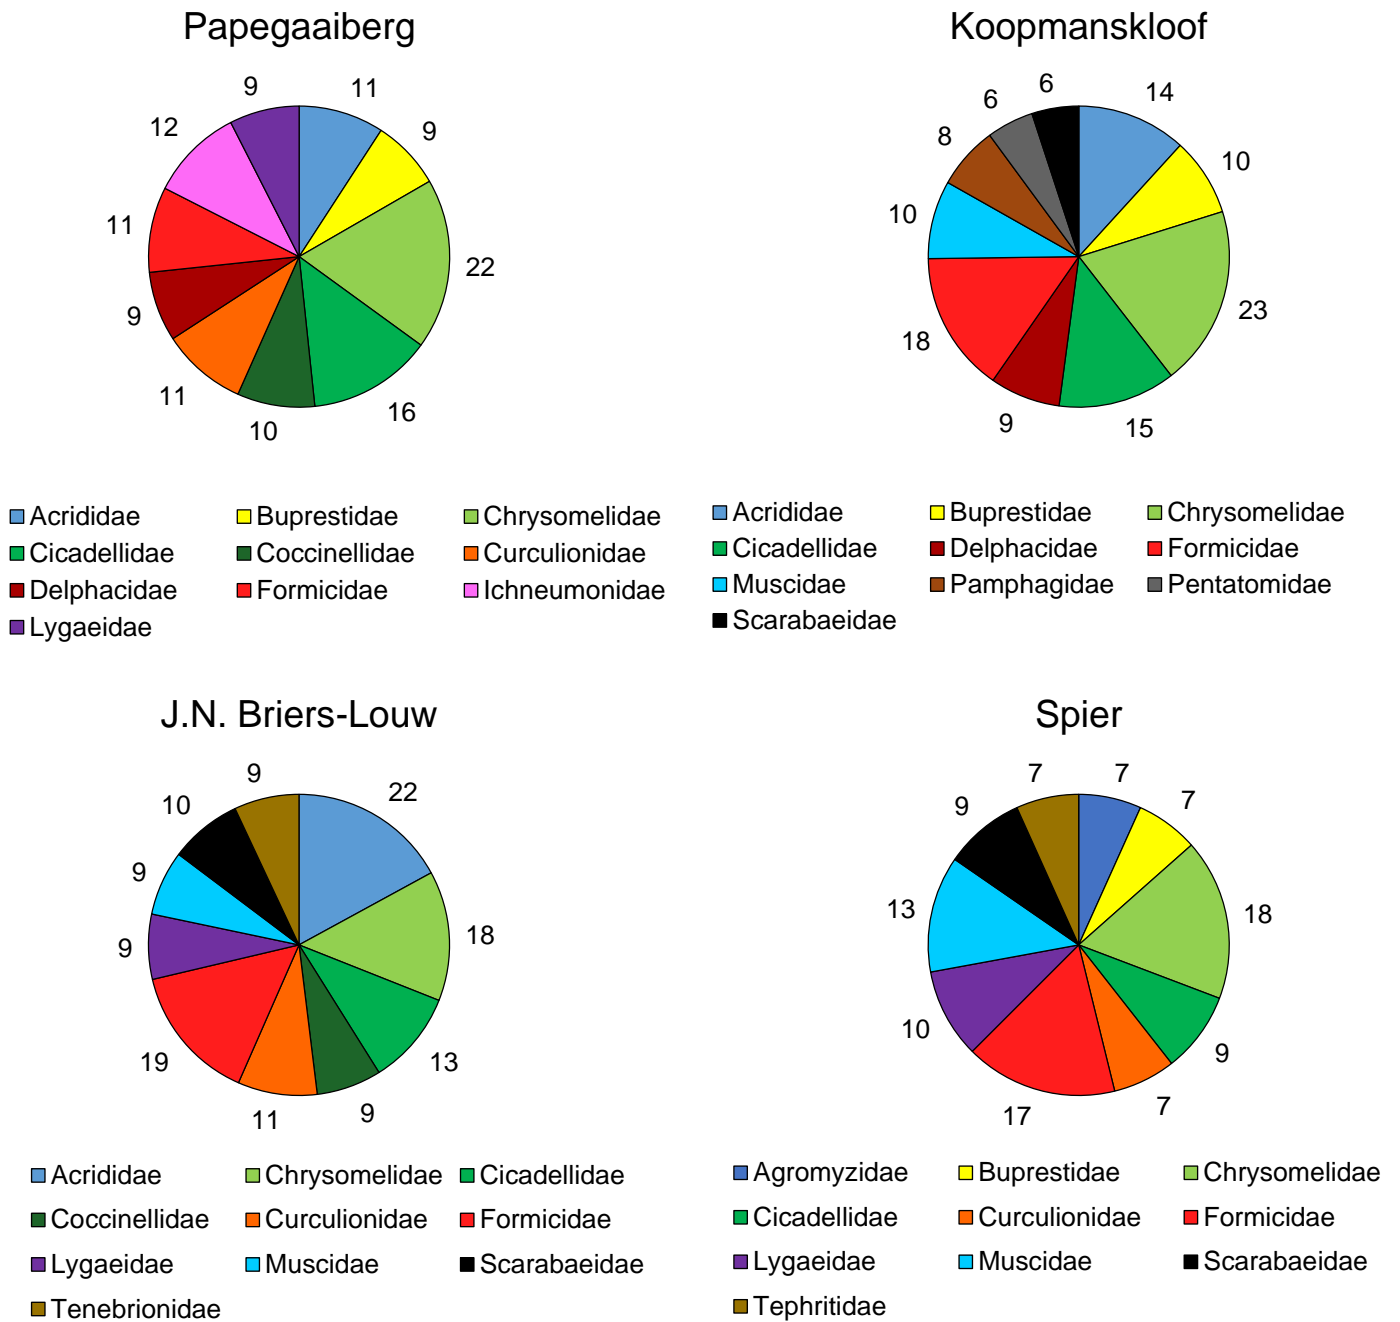 Papegaaiberg
9
11
12
9
11
22
9
11
10
16
Acrididae
Buprestidae
Chrysomelidae
Cicadellidae
Coccinellidae
Curculionidae
Delphacidae
Formicidae
Ichneumonidae
Lygaeidae
Koopmanskloof
6
14
6
8
10
10
23
18
9
15
Acrididae
Buprestidae
Chrysomelidae
Cicadellidae
Delphacidae
Formicidae
Muscidae
Pamphagidae
Pentatomidae
Scarabaeidae
J.N. Briers-Louw
9
22
10
9
9
18
19
13
11
9
Acrididae
Chrysomelidae
Cicadellidae
Coccinellidae
Curculionidae
Formicidae
Lygaeidae
Muscidae
Scarabaeidae
Tenebrionidae
Spier
7
7
7
9
13
18
10
9
17
7
Agromyzidae
Buprestidae
Chrysomelidae
Cicadellidae
Curculionidae
Formicidae
Lygaeidae
Muscidae
Scarabaeidae
Tephritidae